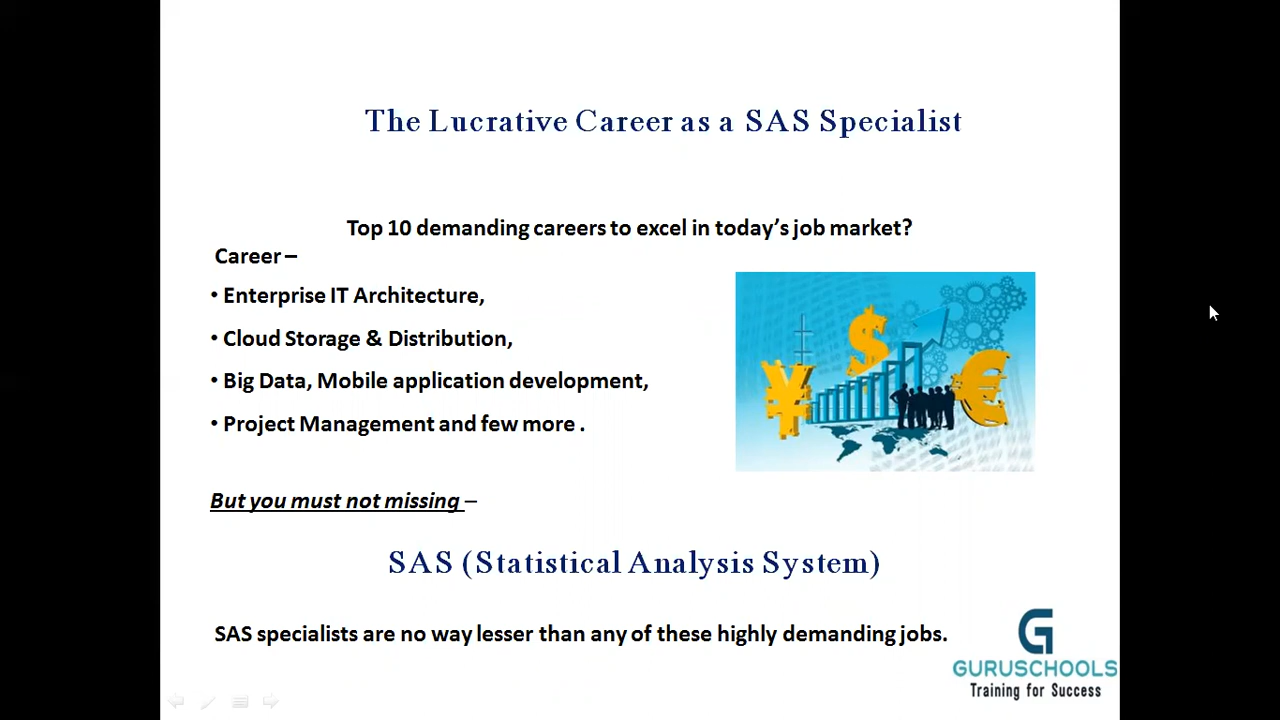 The Lucrative Career as a SAS Specialist
Top 10 demanding careers to excel in today's job market?
Career –
• Enterprise IT Architecture,
• Cloud Storage & Distribution,
• Big Data, Mobile application development,
• Project Management and few more .
But you must not missing –
SAS (Statistical Analysis System)
SAS specialists are no way lesser than any of these highly demanding jobs.
G
GURUSCHOOLS
Training for Success